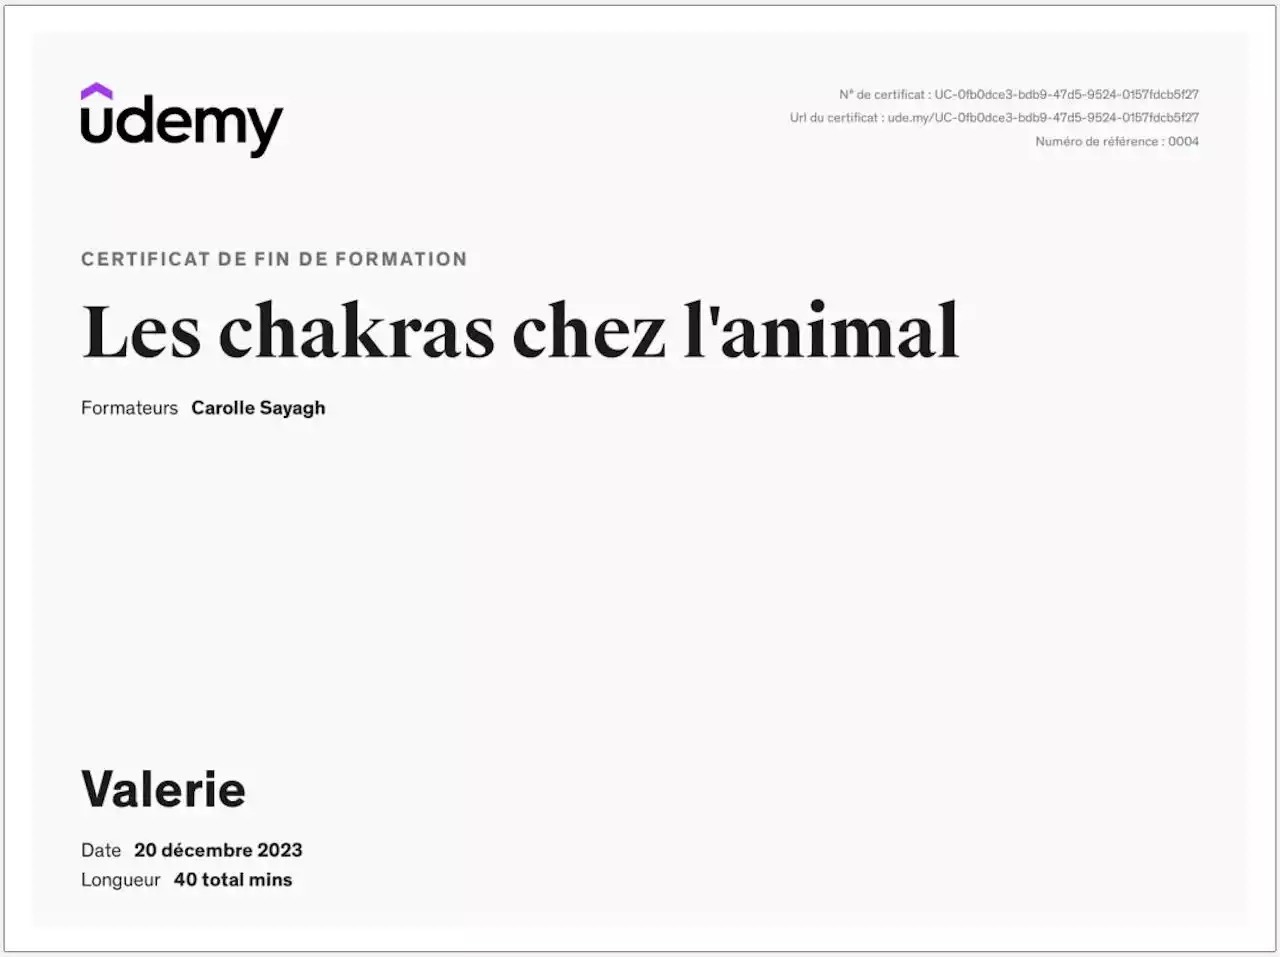 udemy
N° de certificat : UC-0fb0dce3-bdb9-47d5-9524-0157fdcb5f27
Url du certificat : ude.my/UC-0fb0dce3-bdb9-47d5-9524-0157fdcb5f27
Numéro de référence : 0004
CERTIFICAT DE FIN DE FORMATION
Les chakras chez l'animal
Formateurs Carolle Sayagh
Valerie
Date 20 décembre 2023
Longueur 40 total mins